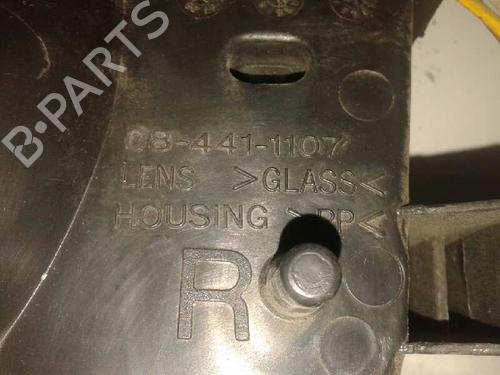 08-441-1107
LENS >GLASS<
HOUSING >PP<
R
B-PARTS